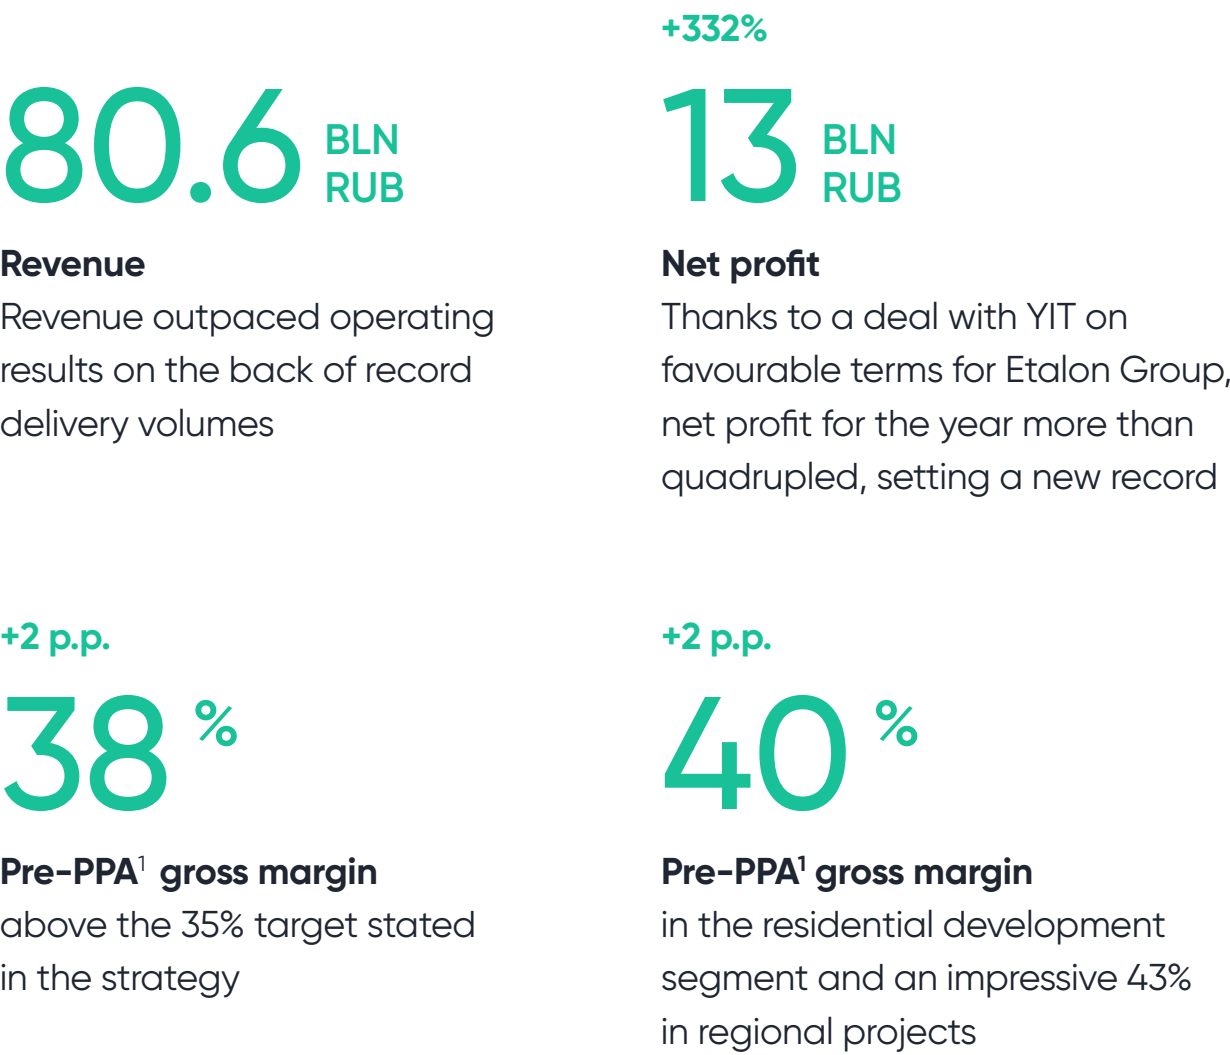 80.6 BLN
RUB
Revenue
Revenue outpaced operating
results on the back of record
delivery volumes
+332%
13 BLN
RUB
Net profit
Thanks to a deal with YIT on
favourable terms for Etalon Group,
net profit for the year more than
quadrupled, setting a new record
+2 p.p.
38 %
Pre-PPA¹ gross margin
above the 35% target stated
in the strategy
+2 p.p.
40 %
Pre-PPA¹ gross margin
in the residential development
segment and an impressive 43%
in regional projects